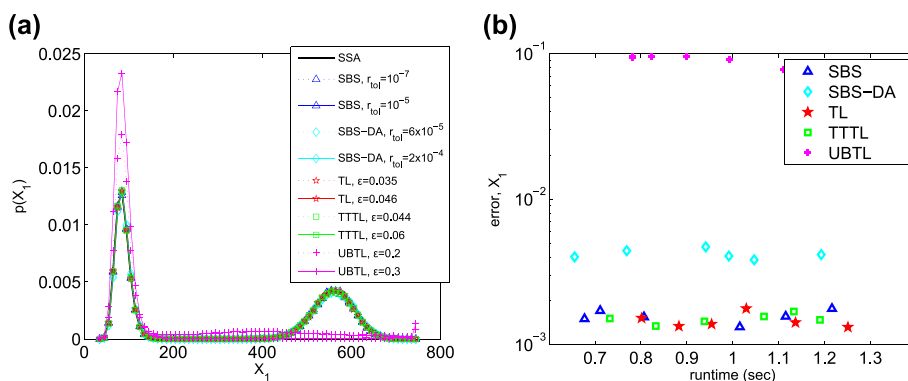 (a)
0.025
0.02
0.015
0.01
0.005
0
p(X1)
0
200
400
600
800
X1
SSA
SBS, rtol=10^-7
SBS, rtol=10^-5
SBS-DA, rtol=6x10^-5
SBS-DA, rtol=2x10^-4
TL, ε=0.035
TL, ε=0.046
TTTL, ε=0.044
TTTL, ε=0.06
UBTL, ε=0.2
UBTL, ε=0.3
(b)
10^-1
10^-2
10^-3
error, X1
0.7
0.8
0.9
1
1.1
1.2
1.3
runtime (sec)
SBS
SBS-DA
TL
TTTL
UBTL